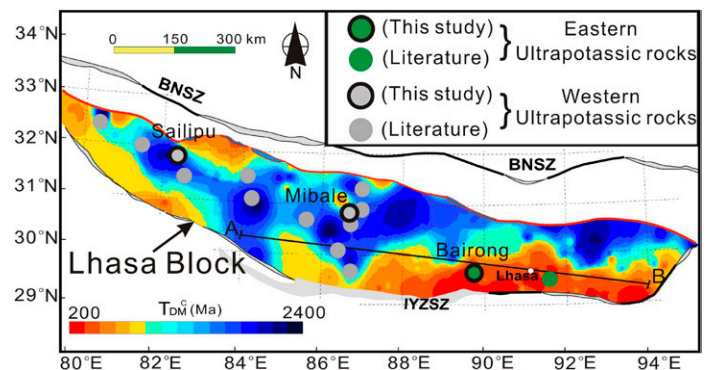 34°N
33°N
32°N
31°N
30°N
29°N
0 150 300 km
N
(This study)
(Literature)
Eastern
Ultrapotassic rocks
(This study)
(Literature)
Western
Ultrapotassic rocks
BNSZ
BNSZ
Sailipu
Mibale
A
Bairong
Lhasa
B
Lhasa Block
IYZSZ
200 TDMC (Ma) 2400
80°E 82°E 84°E 86°E 88°E 90°E 92°E 94°E